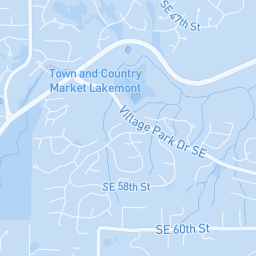 SE 47th St
Town and Country
Market Lakemont
Village Park Dr SE
SE 58th St
SE 60th St